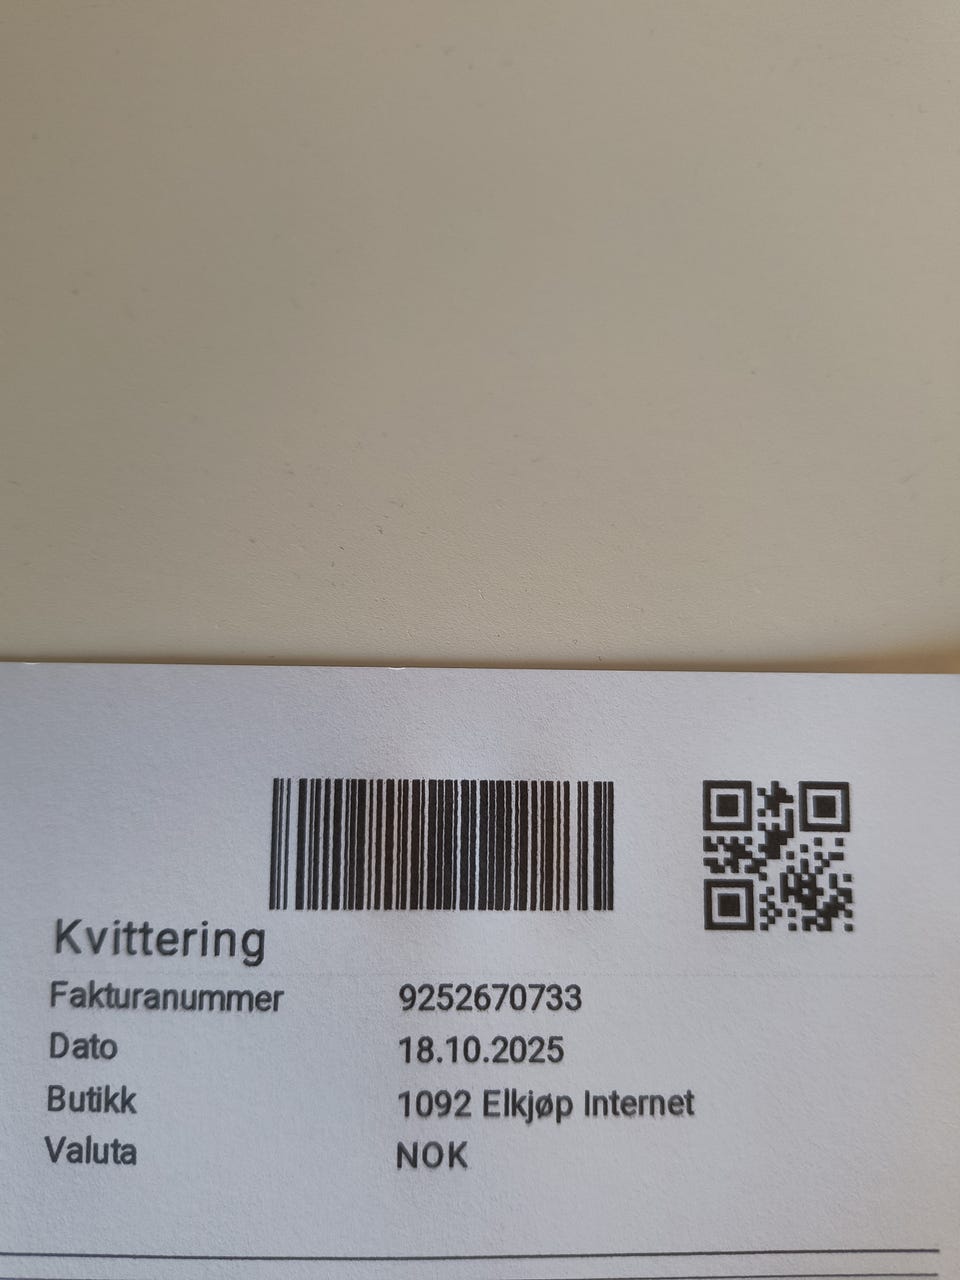 Kvittering
Fakturanummer 9252670733
Dato 18.10.2025
Butikk 1092 Elkjøp Internet
Valuta NOK